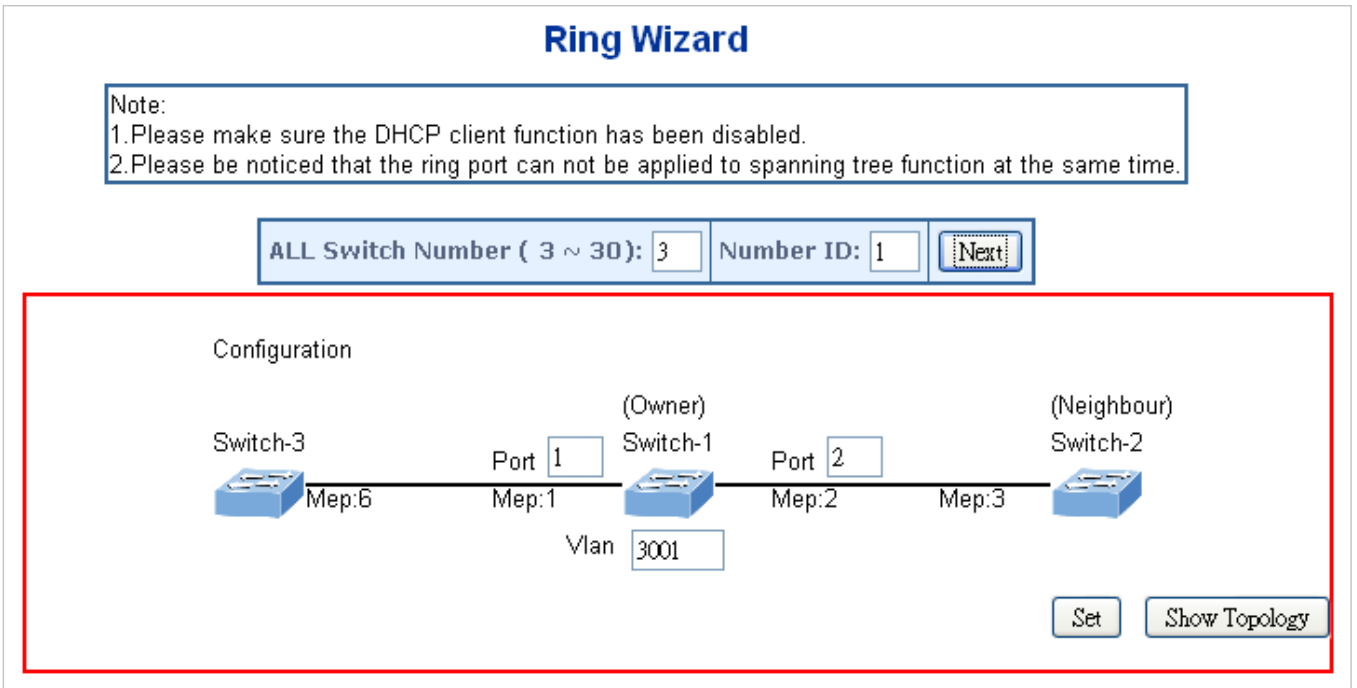 Ring Wizard
Note:
1.Please make sure the DHCP client function has been disabled.
2.Please be noticed that the ring port can not be applied to spanning tree function at the same time.
ALL Switch Number ( 3 ~ 30): 3 Number ID: 1 Next
Configuration
(Owner) (Neighbour)
Switch-3 Port 1 Switch-1 Port 2 Switch-2
Mep:6 Mep:1 Mep:2 Mep:3
Vlan 3001
Set Show Topology